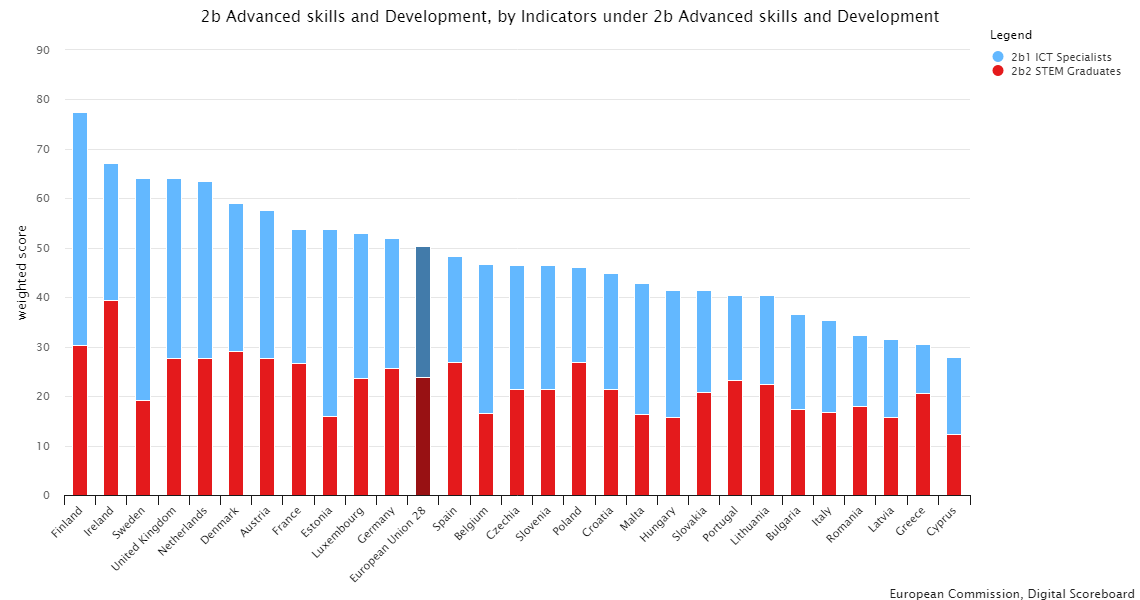 2b Advanced skills and Development, by Indicators under 2b Advanced skills and Development
Legend
2b1 ICT Specialists
2b2 STEM Graduates
weighted score
90
80
70
60
50
40
30
20
10
0
Finland
Ireland
Sweden
United Kingdom
Netherlands
Denmark
Austria
France
Estonia
Luxembourg
Germany
European Union 28
Spain
Belgium
Czechia
Slovenia
Poland
Croatia
Malta
Hungary
Slovakia
Portugal
Lithuania
Bulgaria
Italy
Romania
Latvia
Greece
Cyprus
European Commission, Digital Scoreboard